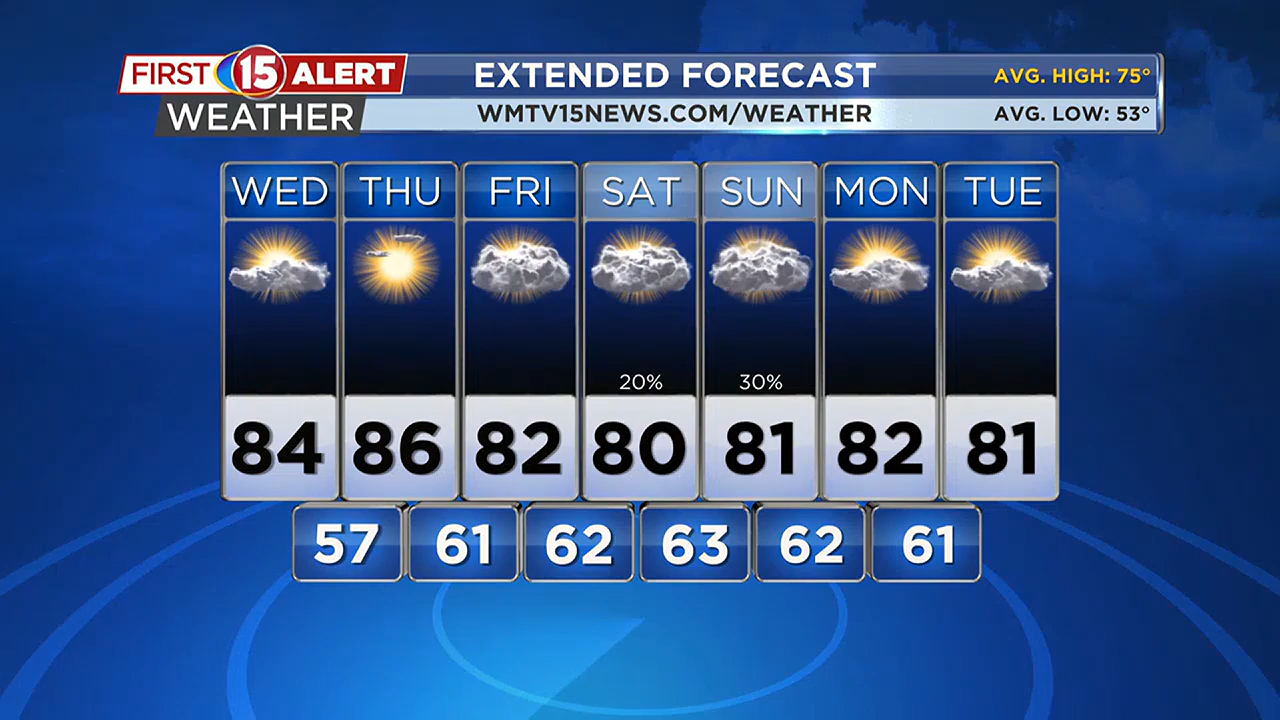 FIRST 15 ALERT
WEATHER
EXTENDED FORECAST
WMTV15NEWS.COM/WEATHER
AVG. HIGH: 75°
AVG. LOW: 53°
WED THU FRI SAT SUN MON TUE
20% 30%
84 86 82 80 81 82 81
57 61 62 63 62 61